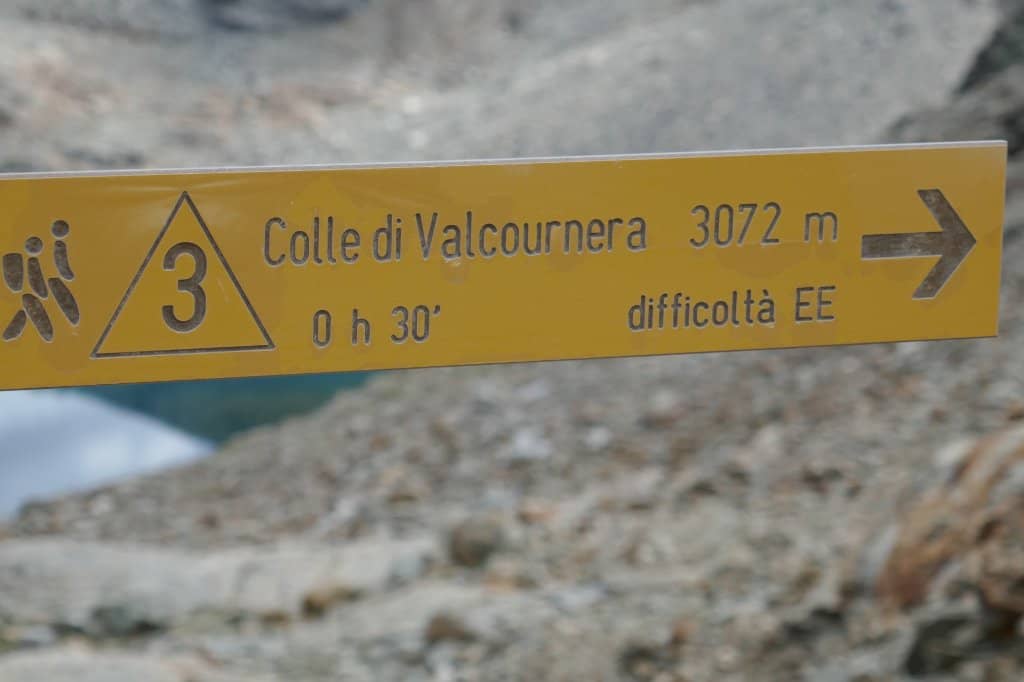 3 Colle di Valcournera 3072 m
0 h 30' difficoltà EE